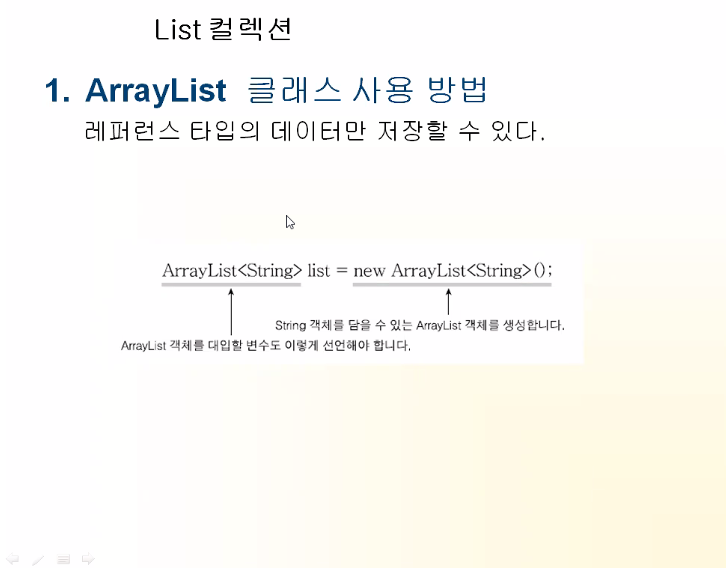 List 컬렉션
1. ArrayList 클래스 사용 방법
레퍼런스 타입의 데이터만 저장할 수 있다.
ArrayList<String> list = new ArrayList<String>();
String 객체를 담을 수 있는 ArrayList 객체를 생성합니다.
ArrayList 객체를 대입할 변수도 이렇게 선언해야 합니다.